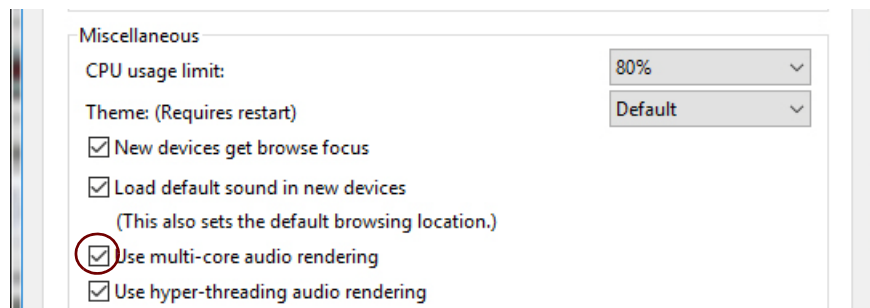 Miscellaneous
CPU usage limit: 80%
Theme: (Requires restart) Default
New devices get browse focus
Load default sound in new devices
(This also sets the default browsing location.)
Use multi-core audio rendering
Use hyper-threading audio rendering